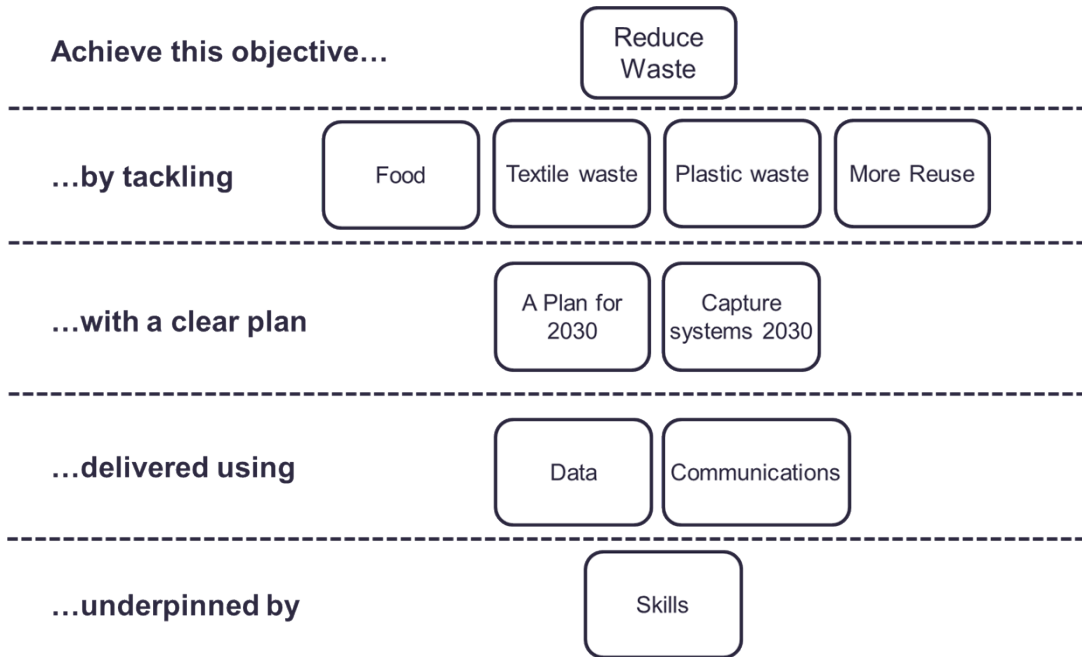 Achieve this objective…
Reduce
Waste
…by tackling
Food
Textile waste
Plastic waste
More Reuse
…with a clear plan
A Plan for
2030
Capture
systems 2030
…delivered using
Data
Communications
…underpinned by
Skills